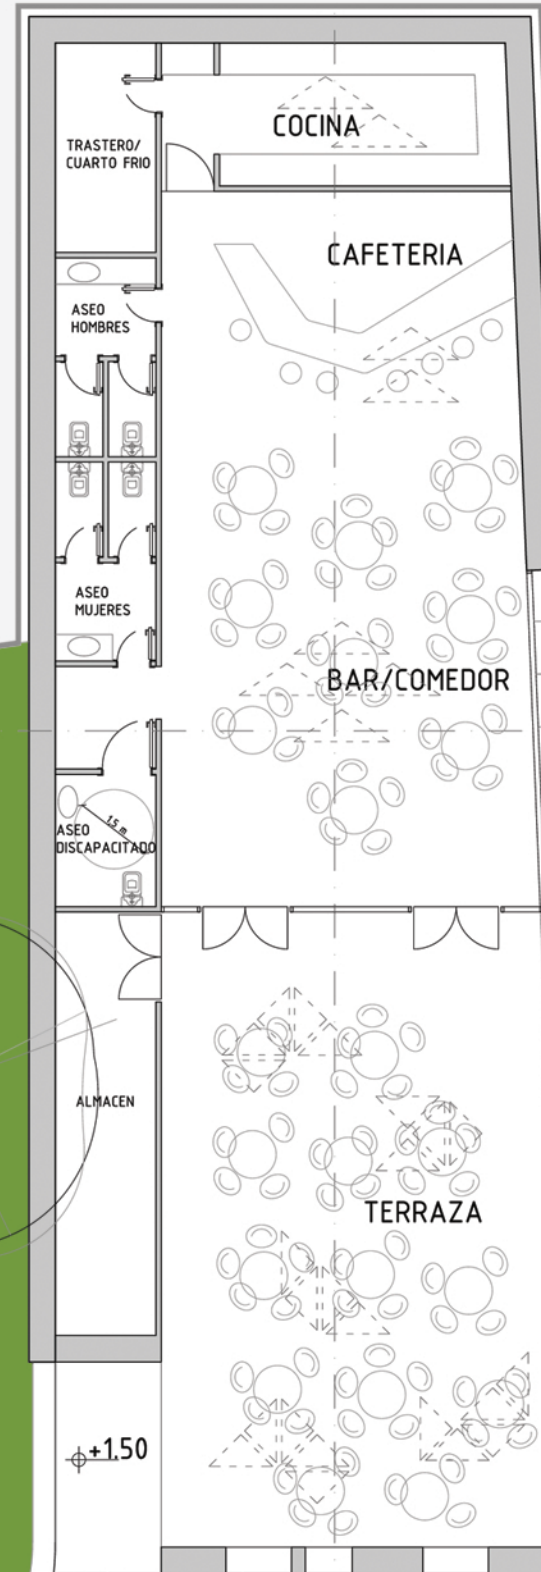 COCINA
TRASTERO/
CUARTO FRIO
CAFETERIA
ASEO
HOMBRES
ASEO
MUJERES
BAR/COMEDOR
1,5 m
ASEO
DISCAPACITADO
ALMACEN
TERRAZA
+1.50